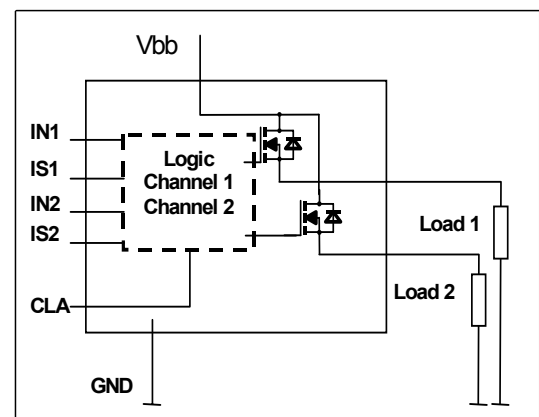 Vbb
IN1
IS1
IN2
IS2
Logic
Channel 1
Channel 2
Load 1
Load 2
CLA
GND